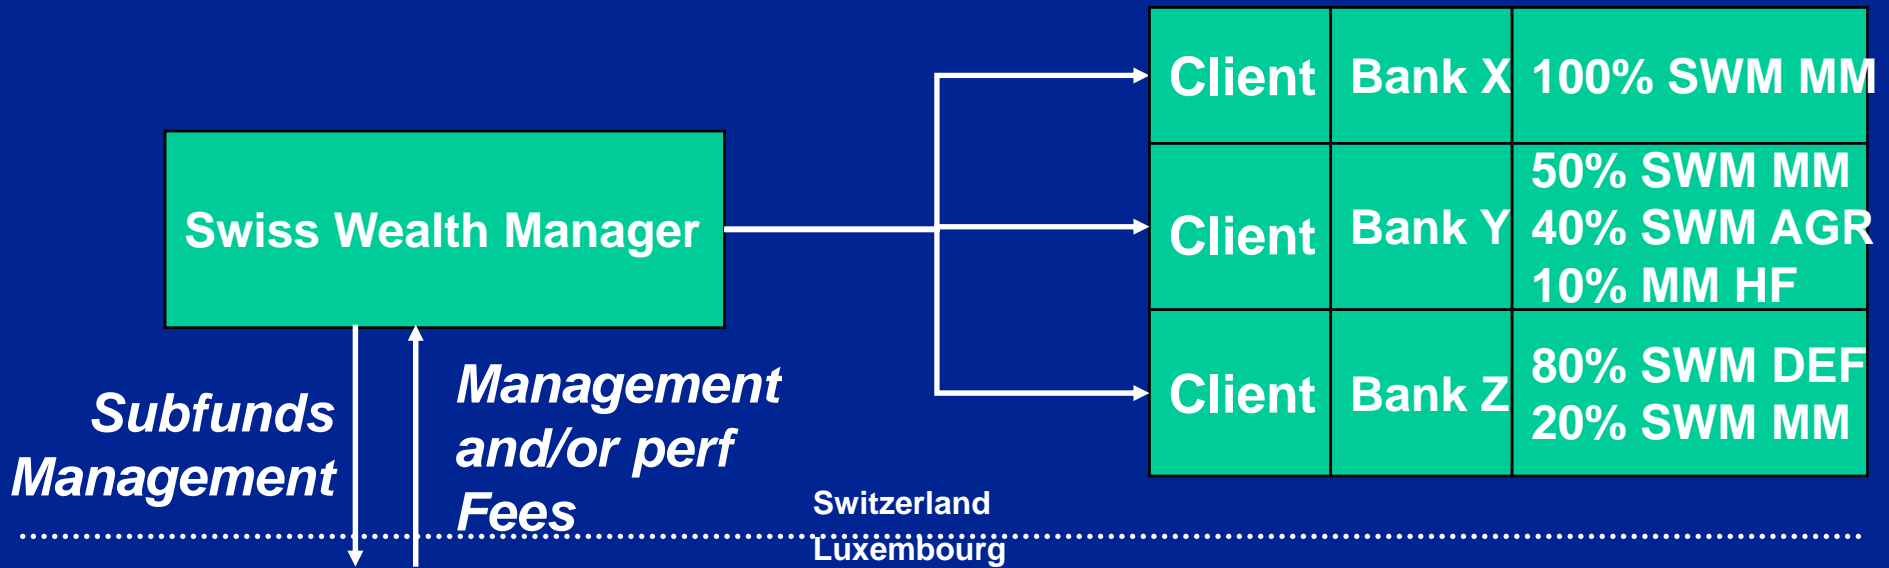 Swiss Wealth Manager
Client Bank X 100% SWM MM
Client Bank Y 50% SWM MM
40% SWM AGR
10% MM HF
Client Bank Z 80% SWM DEF
20% SWM MM
Subfunds
Management
Management
and/or perf
Fees
Switzerland
Luxembourg